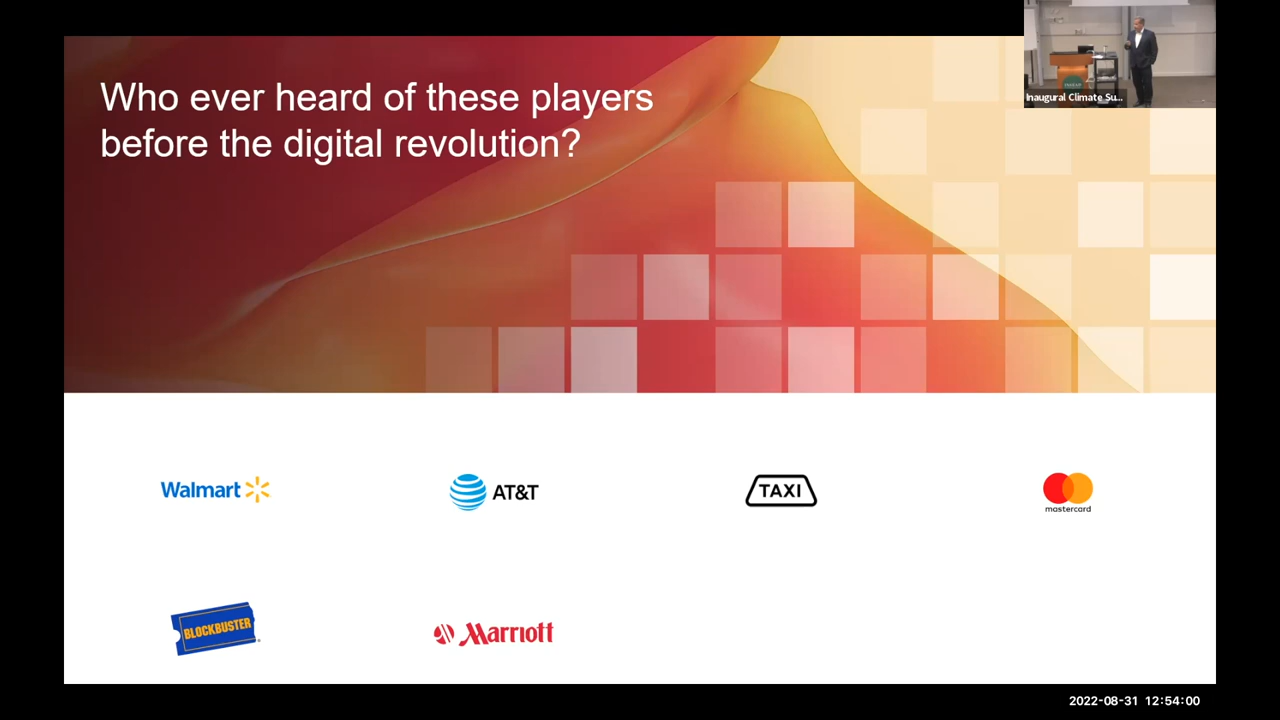 Who ever heard of these players
before the digital revolution?
Inaugural Climate Su...
Walmart
AT&T
TAXI
mastercard
BLOCKBUSTER
Marriott
2022-08-31 12:54:00